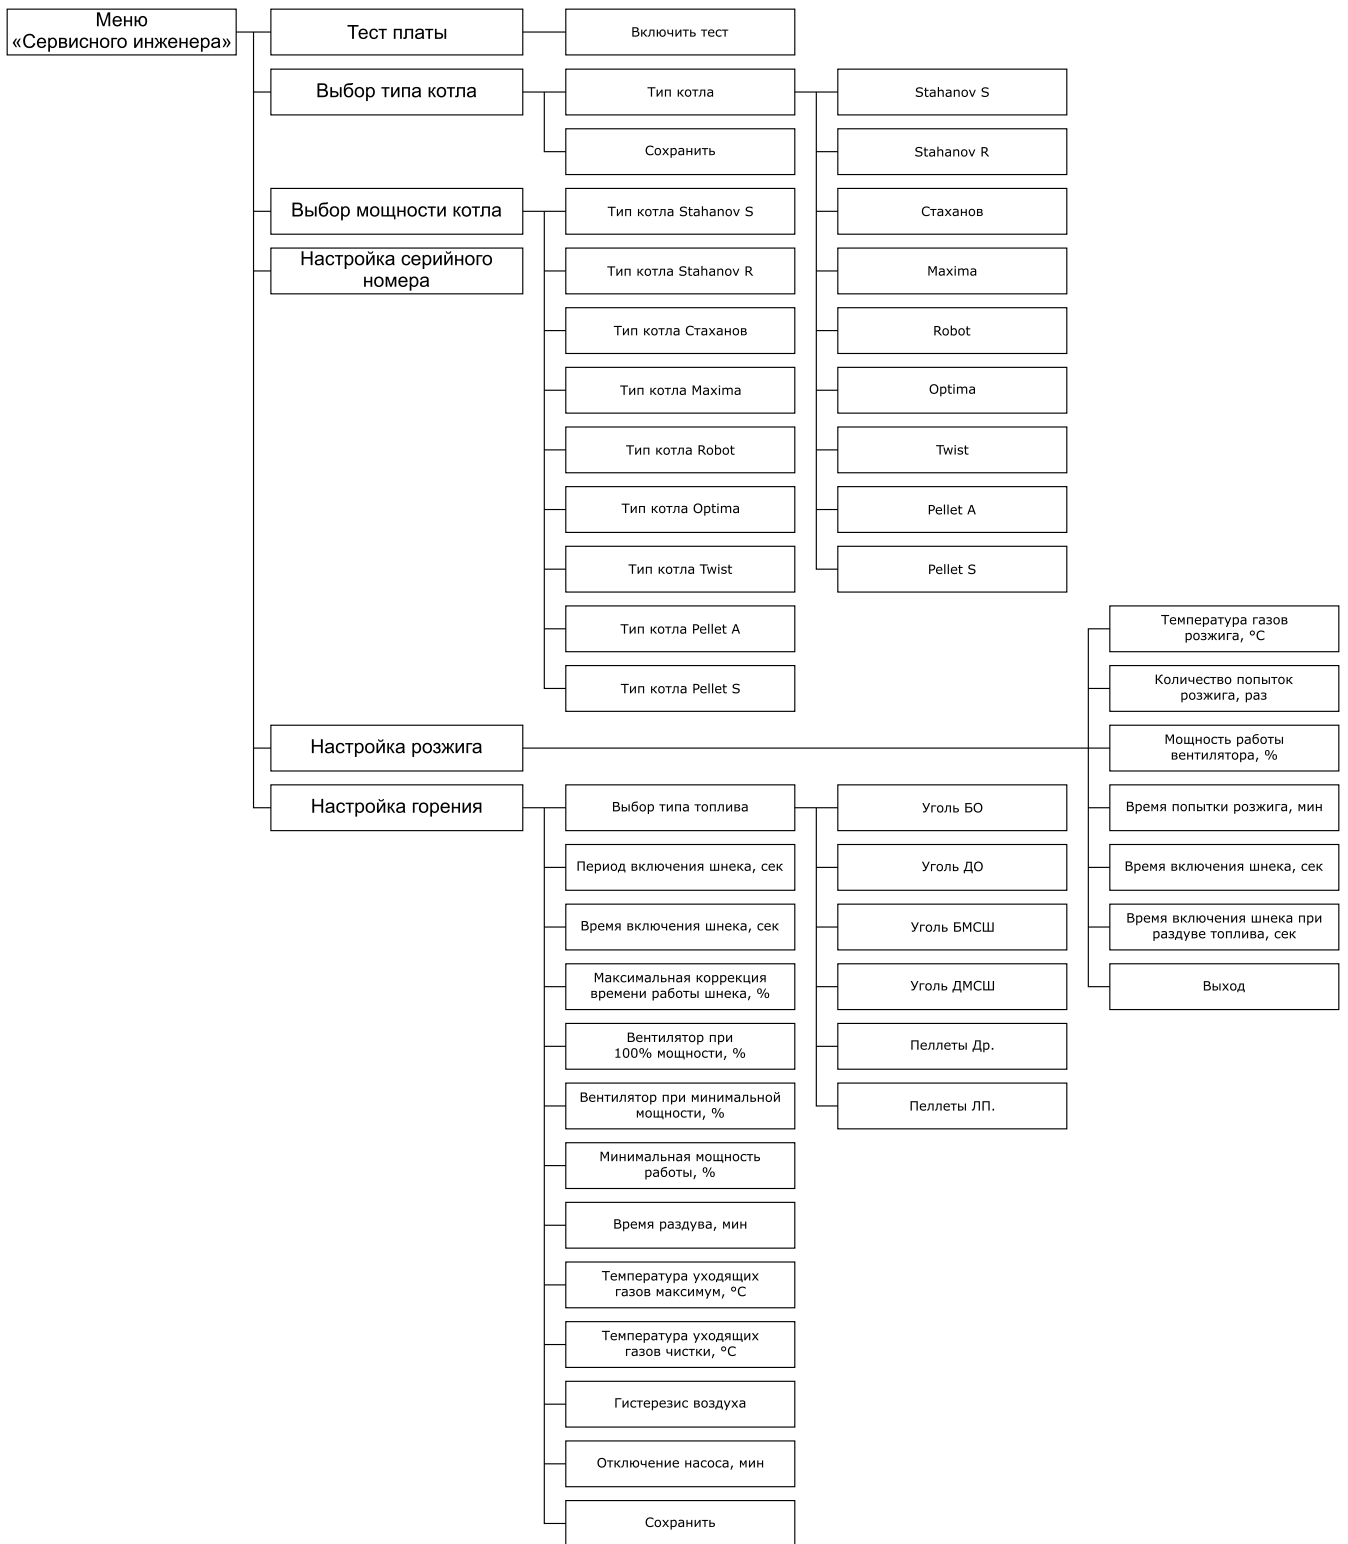 Меню
«Сервисного инженера»
Тест платы
Включить тест
Выбор типа котла
Тип котла
Stahanov S
Stahanov R
Стаханов
Maxima
Robot
Optima
Twist
Pellet A
Pellet S
Сохранить
Выбор мощности котла
Тип котла Stahanov S
Тип котла Stahanov R
Тип котла Стаханов
Тип котла Maxima
Тип котла Robot
Тип котла Optima
Тип котла Twist
Тип котла Pellet A
Тип котла Pellet S
Настройка серийного
номера
Настройка розжига
Температура газов
розжига, °C
Количество попыток
розжига, раз
Мощность работы
вентилятора, %
Время попытки розжига, мин
Время включения шнека, сек
Время включения шнека при
раздуве топлива, сек
Выход
Настройка горения
Выбор типа топлива
Уголь БО
Уголь ДО
Уголь БМСШ
Уголь ДМСШ
Пеллеты Др.
Пеллеты ЛП.
Период включения шнека, сек
Время включения шнека, сек
Максимальная коррекция
времени работы шнека, %
Вентилятор при
100% мощности, %
Вентилятор при минимальной
мощности, %
Минимальная мощность
работы, %
Время раздува, мин
Температура уходящих
газов максимум, °C
Температура уходящих
газов чистки, °C
Гистерезис воздуха
Отключение насоса, мин
Сохранить